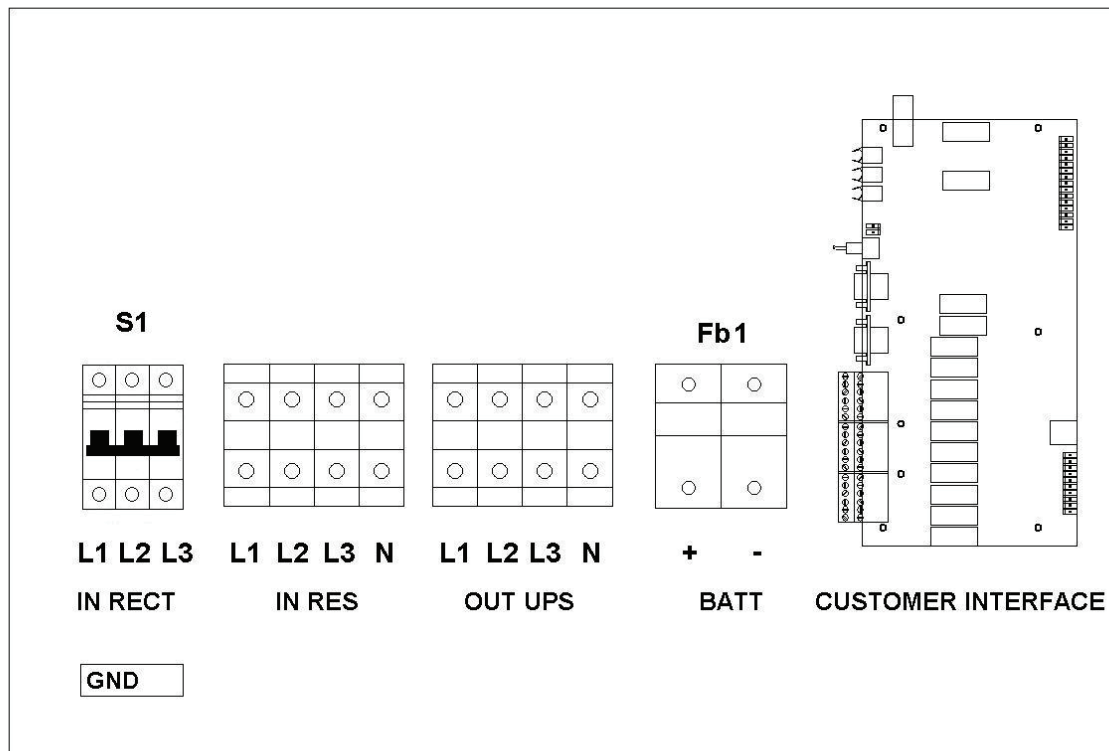 S1
Fb1
L1 L2 L3
L1 L2 L3 N
L1 L2 L3 N
+ -
IN RECT
IN RES
OUT UPS
BATT
CUSTOMER INTERFACE
GND